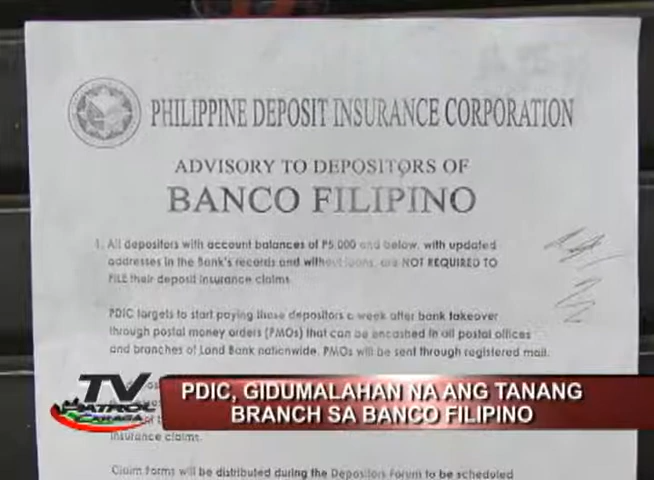 PHILIPPINE DEPOSIT INSURANCE CORPORATION
ADVISORY TO DEPOSITORS OF
BANCO FILIPINO
1. All depositors with account balances of P5,000 and below, with updated
addresses in the Bank's records and without loans, are NOT REQUIRED TO
FILE their deposit insurance claims
PDIC targets to start paying these depositors a week after bank takeover
through postal money orders (PMOs) that can be encashed in all postal offices
and branches of Land Bank nationwide. PMOs will be sent through registered mail.
TV
PATROL
CARAGA
PDIC, GIDUMALAHAN NA ANG TANANG
BRANCH SA BANCO FILIPINO
insurance claims.
Claim Forms will be distributed during the Depositors Forum to be scheduled